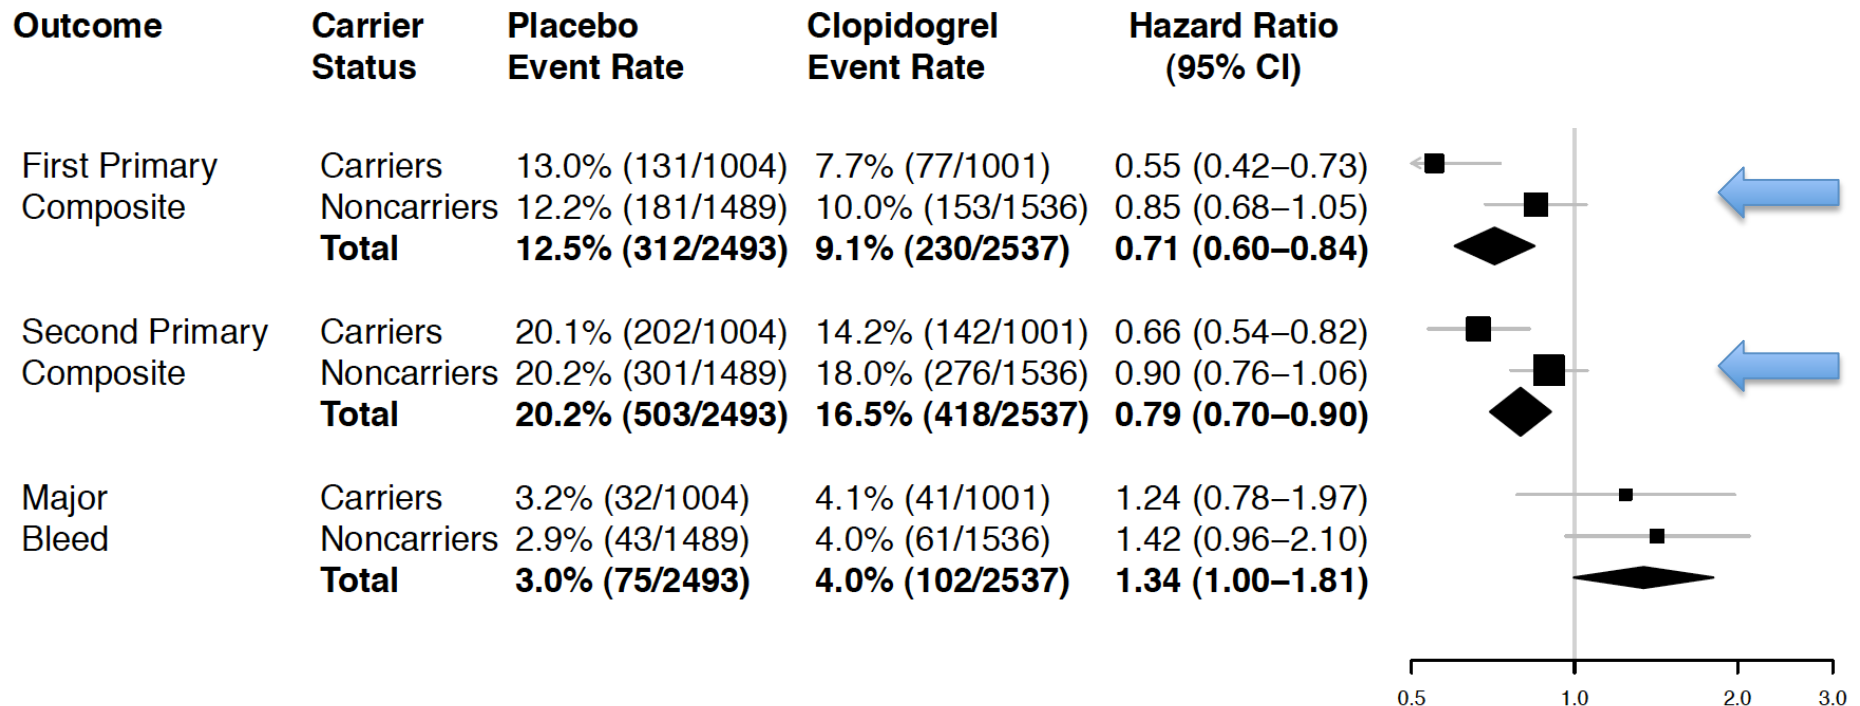 Outcome Carrier Placebo Clopidogrel Hazard Ratio
Status Event Rate Event Rate (95% CI)
First Primary Carriers 13.0% (131/1004) 7.7% (77/1001) 0.55 (0.42–0.73)
Composite Noncarriers 12.2% (181/1489) 10.0% (153/1536) 0.85 (0.68–1.05)
Total 12.5% (312/2493) 9.1% (230/2537) 0.71 (0.60–0.84)
Second Primary Carriers 20.1% (202/1004) 14.2% (142/1001) 0.66 (0.54–0.82)
Composite Noncarriers 20.2% (301/1489) 18.0% (276/1536) 0.90 (0.76–1.06)
Total 20.2% (503/2493) 16.5% (418/2537) 0.79 (0.70–0.90)
Major Carriers 3.2% (32/1004) 4.1% (41/1001) 1.24 (0.78–1.97)
Bleed Noncarriers 2.9% (43/1489) 4.0% (61/1536) 1.42 (0.96–2.10)
Total 3.0% (75/2493) 4.0% (102/2537) 1.34 (1.00–1.81)
0.5 1.0 2.0 3.0